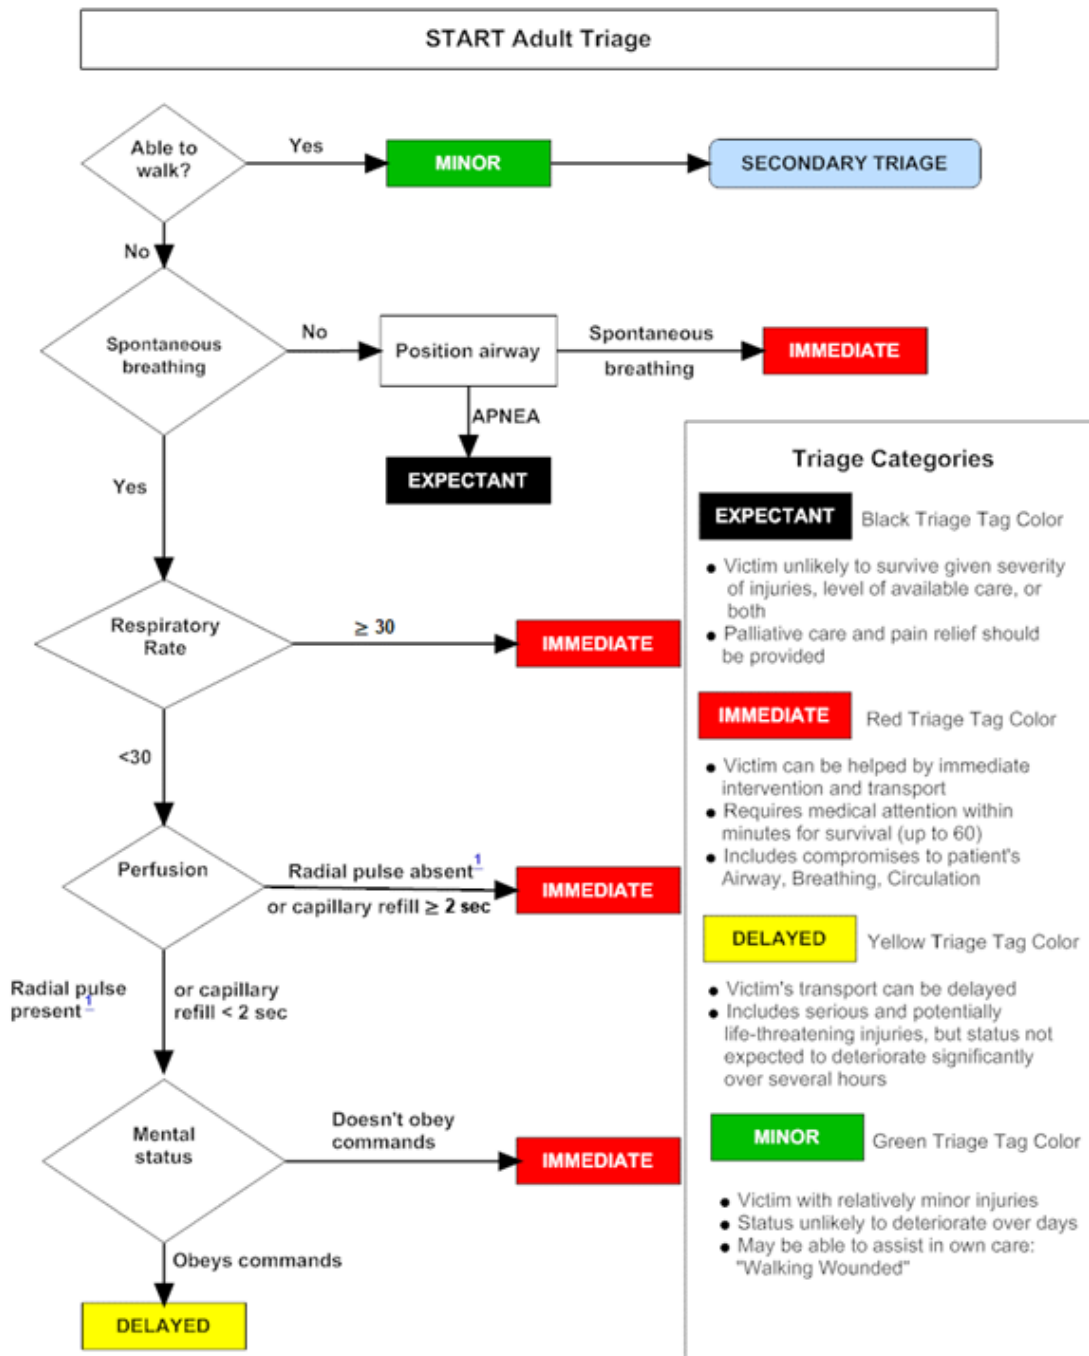 START Adult Triage
Able to
walk?
Yes
MINOR
SECONDARY TRIAGE
No
Spontaneous
breathing
No
Position airway
Spontaneous
breathing
IMMEDIATE
APNEA
EXPECTANT
Yes
Respiratory
Rate
≥ 30
IMMEDIATE
<30
Perfusion
Radial pulse absent1
or capillary refill ≥ 2 sec
IMMEDIATE
Radial pulse
present1
or capillary
refill < 2 sec
Mental
status
Doesn't obey
commands
IMMEDIATE
Obeys commands
DELAYED
Triage Categories
EXPECTANT Black Triage Tag Color
● Victim unlikely to survive given severity
of injuries, level of available care, or
both
● Palliative care and pain relief should
be provided
IMMEDIATE Red Triage Tag Color
● Victim can be helped by immediate
intervention and transport
● Requires medical attention within
minutes for survival (up to 60)
● Includes compromises to patient's
Airway, Breathing, Circulation
DELAYED Yellow Triage Tag Color
● Victim's transport can be delayed
● Includes serious and potentially
life-threatening injuries, but status not
expected to deteriorate significantly
over several hours
MINOR Green Triage Tag Color
● Victim with relatively minor injuries
● Status unlikely to deteriorate over days
● May be able to assist in own care:
"Walking Wounded"